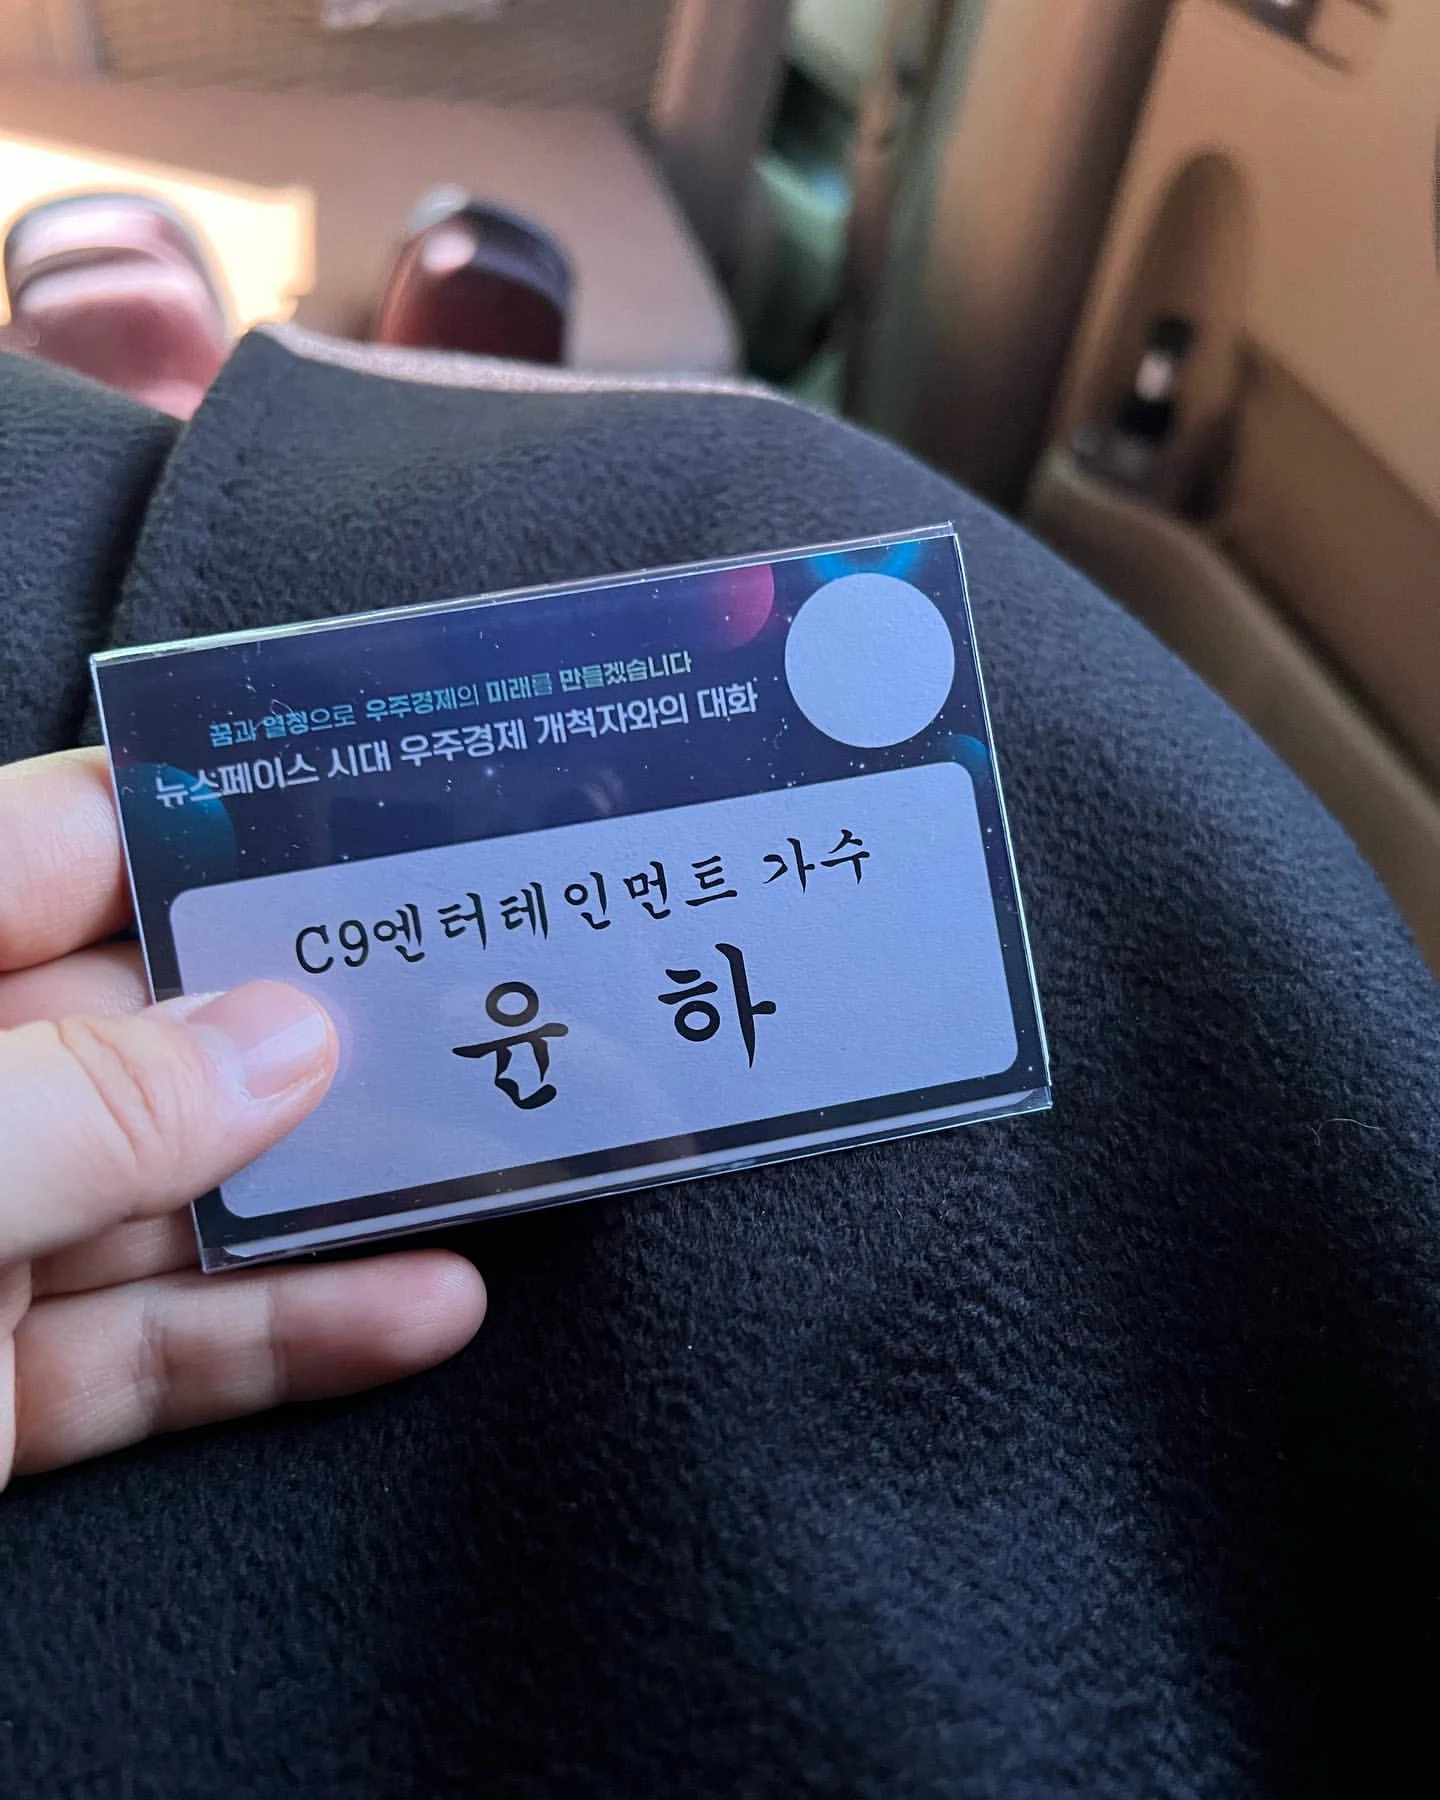 꿈과 열정으로 우주경제의 미래를 만들겠습니다
뉴스페이스 시대 우주경제 개척자와의 대화
C9엔터테인먼트 가수
윤 하